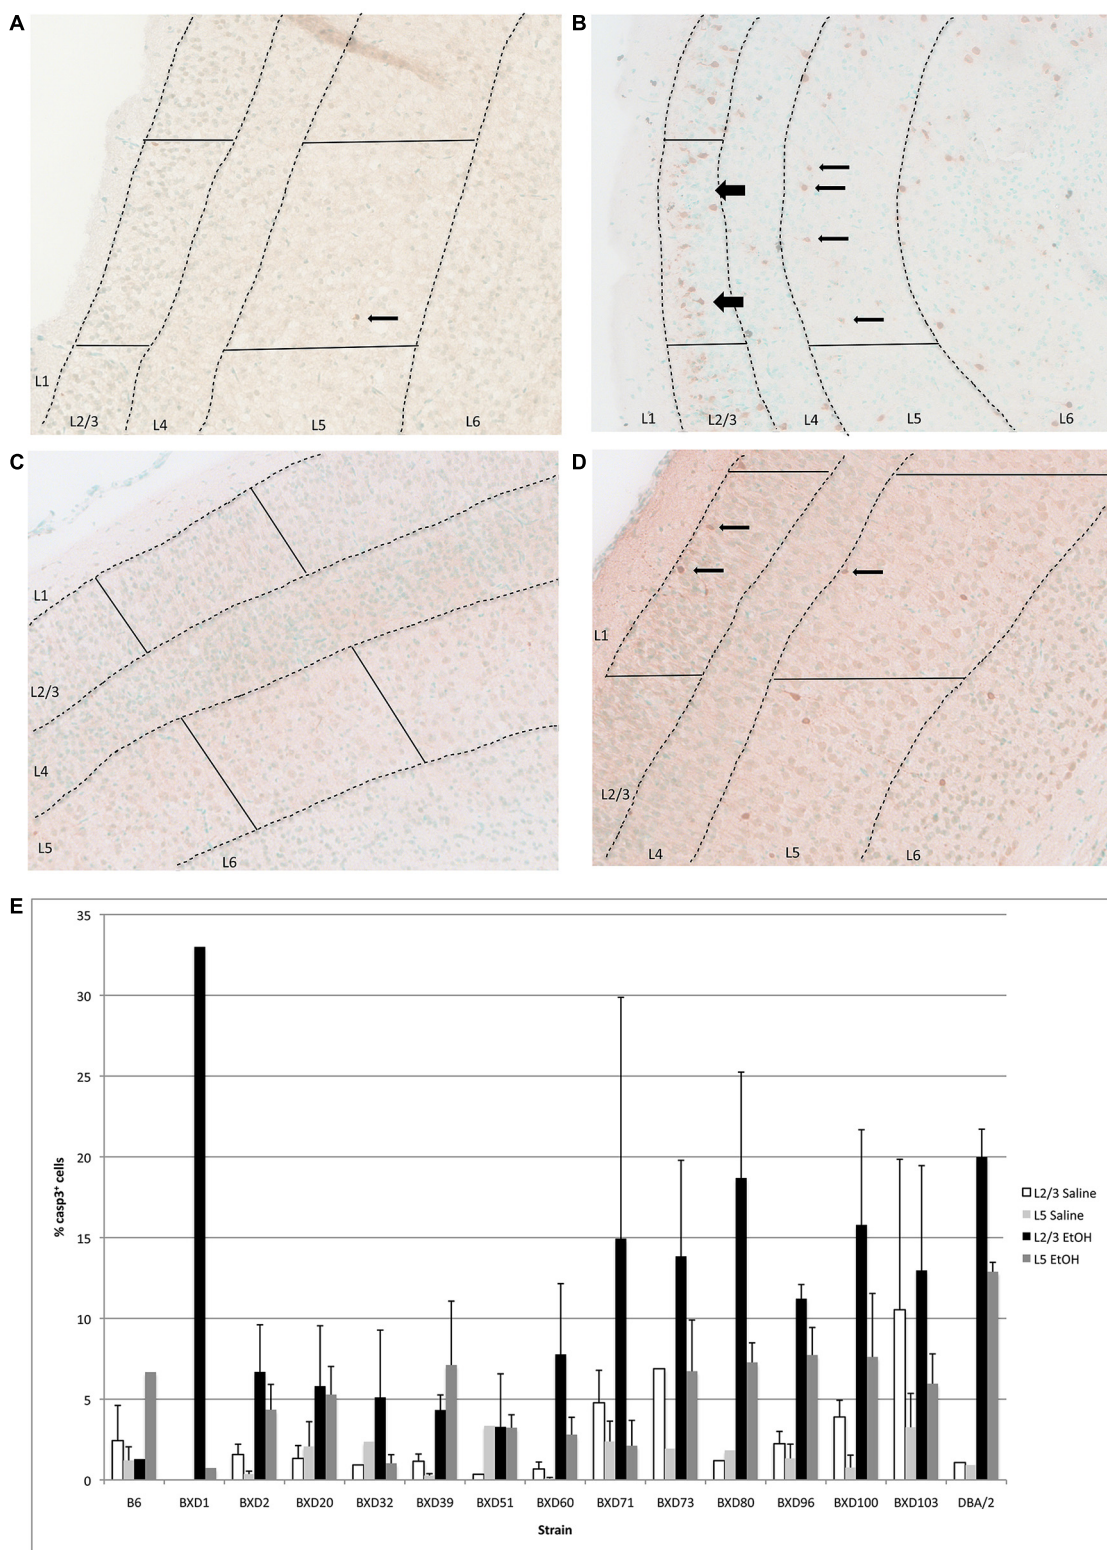 A
B
L1
L2/3
L4
L5
L6
L1
L2/3
L4
L5
L6
C
D
L1
L2/3
L4
L5
L6
L1
L2/3
L4
L5
L6
E
35
30
25
20
15
10
5
0
% casp3+ cells
B6
BXD1
BXD2
BXD20
BXD32
BXD39
BXD51
BXD60
BXD71
BXD73
BXD80
BXD96
BXD100
BXD103
DBA/2
Strain
L2/3 Saline
L5 Saline
L2/3 EtOH
L5 EtOH